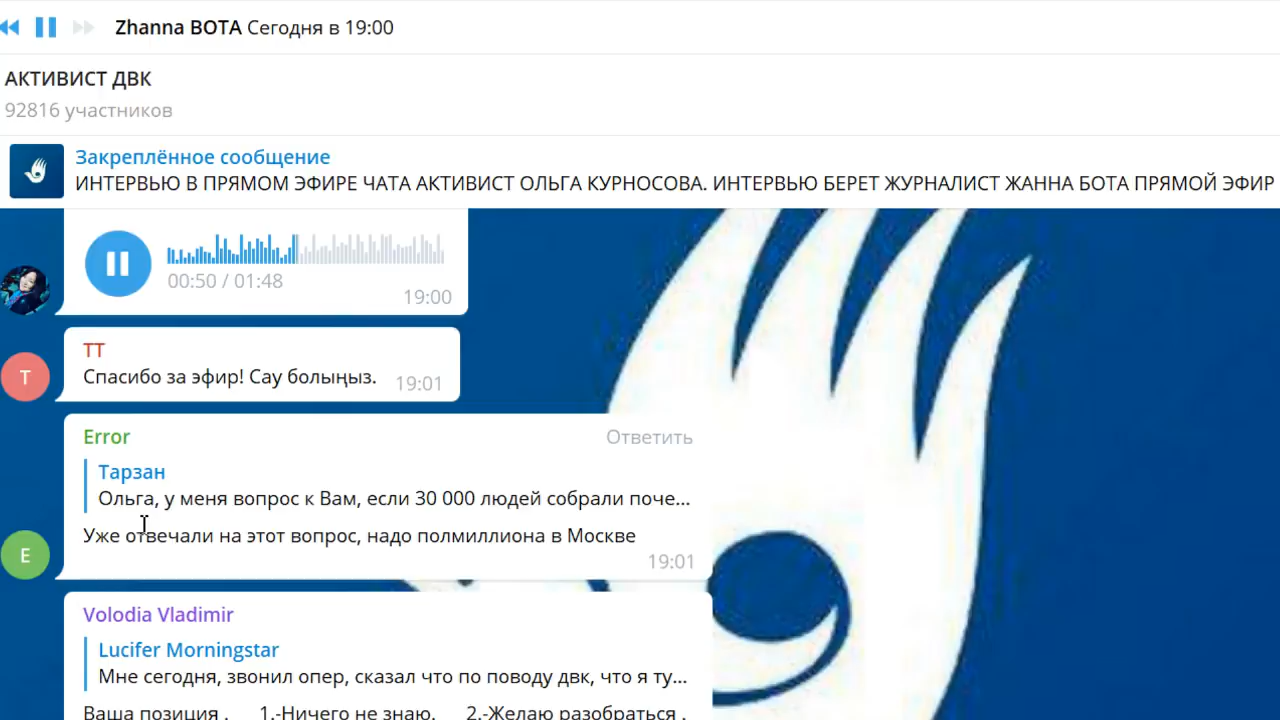 Zhanna BOTA Сегодня в 19:00
АКТИВИСТ ДВК
92816 участников
Закреплённое сообщение
ИНТЕРВЬЮ В ПРЯМОМ ЭФИРЕ ЧАТА АКТИВИСТ ОЛЬГА КУРНОСОВА. ИНТЕРВЬЮ БЕРЕТ ЖУРНАЛИСТ ЖАННА БОТА ПРЯМОЙ ЭФИР
00:50 / 01:48
19:00
ТТ
Т
Спасибо за эфир! Сау болыңыз. 19:01
Error Ответить
Тарзан
Ольга, у меня вопрос к Вам, если 30 000 людей собрали поче...
Уже отвечали на этот вопрос, надо полмиллиона в Москве
E
19:01
Volodia Vladimir
Lucifer Morningstar
Мне сегодня, звонил опер, сказал что по поводу двк, что я ту...
Ваша позиция . 1.-Ничего не знаю. 2.-Желаю разобраться .